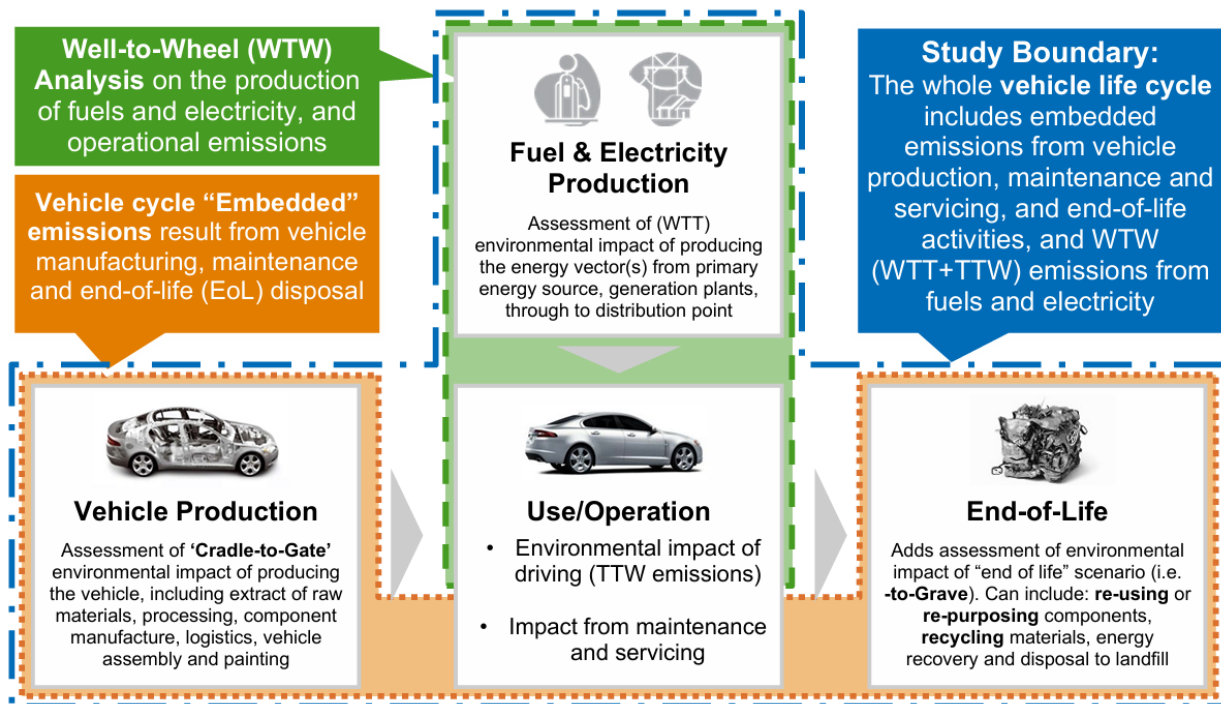 Well-to-Wheel (WTW)
Analysis on the production
of fuels and electricity, and
operational emissions
Vehicle cycle “Embedded”
emissions result from vehicle
manufacturing, maintenance
and end-of-life (EoL) disposal
Fuel & Electricity
Production
Assessment of (WTT)
environmental impact of producing
the energy vector(s) from primary
energy source, generation plants,
through to distribution point
Study Boundary:
The whole vehicle life cycle
includes embedded
emissions from vehicle
production, maintenance and
servicing, and end-of-life
activities, and WTW
(WTT+TTW) emissions from
fuels and electricity
Vehicle Production
Assessment of ‘Cradle-to-Gate’
environmental impact of producing
the vehicle, including extract of raw
materials, processing, component
manufacture, logistics, vehicle
assembly and painting
Use/Operation
• Environmental impact of
driving (TTW emissions)
• Impact from maintenance
and servicing
End-of-Life
Adds assessment of environmental
impact of “end of life” scenario (i.e.
-to-Grave). Can include: re-using or
re-purposing components,
recycling materials, energy
recovery and disposal to landfill